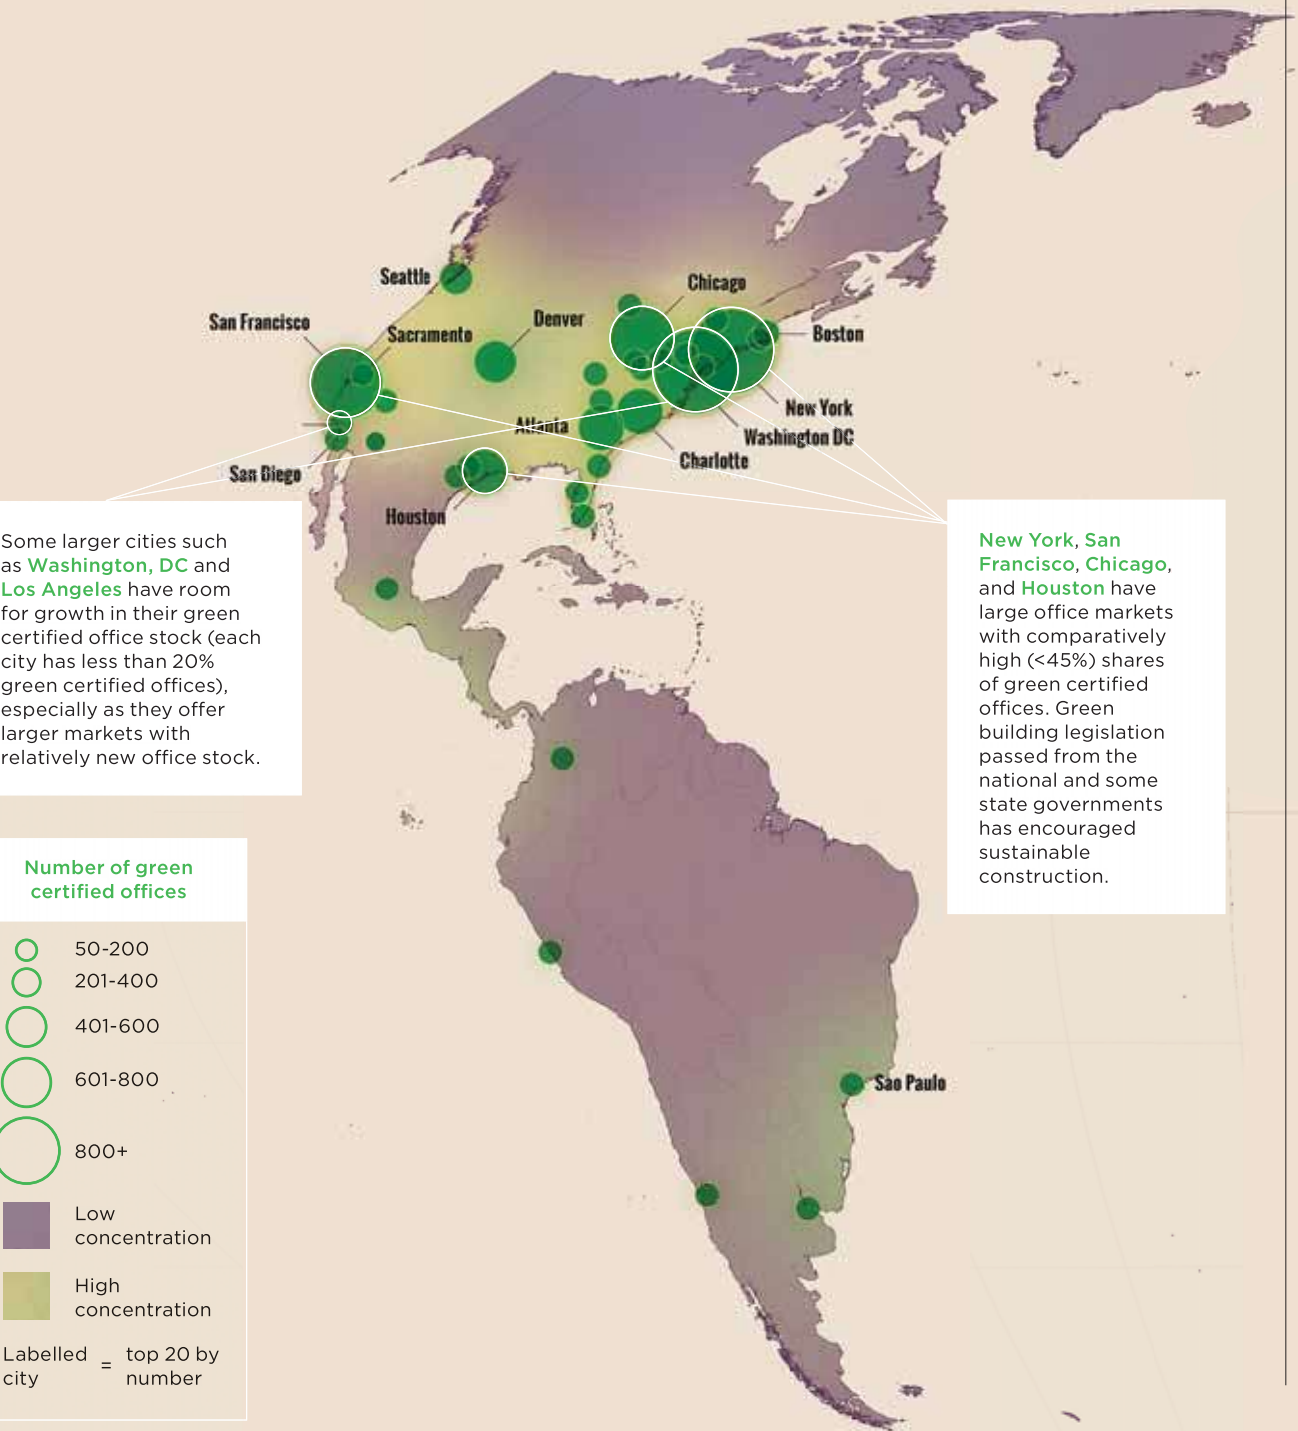 Seattle
Chicago
San Francisco
Sacramento
Denver
Boston
New York
Atlanta
Washington DC
Charlotte
San Diego
Houston
Some larger cities such
as Washington, DC and
Los Angeles have room
for growth in their green
certified office stock (each
city has less than 20%
green certified offices),
especially as they offer
larger markets with
relatively new office stock.
New York, San
Francisco, Chicago,
and Houston have
large office markets
with comparatively
high (<45%) shares
of green certified
offices. Green
building legislation
passed from the
national and some
state governments
has encouraged
sustainable
construction.
Number of green
certified offices
50-200
201-400
401-600
601-800
800+
Low
concentration
High
concentration
Labelled
city
=
top 20 by
number
Sao Paulo